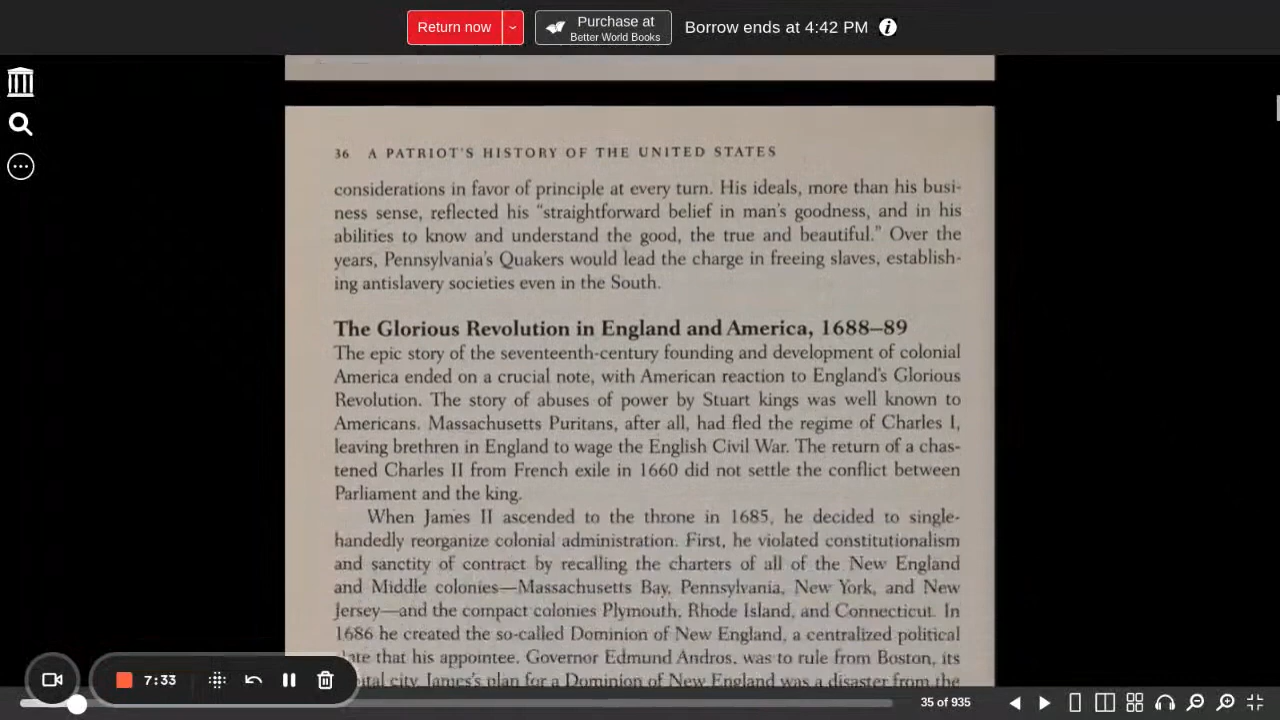 Return now
Purchase at
Better World Books
Borrow ends at 4:42 PM
36 A PATRIOT'S HISTORY OF THE UNITED STATES
considerations in favor of principle at every turn. His ideals, more than his busi-
ness sense, reflected his “straightforward belief in man's goodness, and in his
abilities to know and understand the good, the true and beautiful.” Over the
years, Pennsylvania's Quakers would lead the charge in freeing slaves, establish-
ing antislavery societies even in the South.
The Glorious Revolution in England and America, 1688–89
The epic story of the seventeenth-century founding and development of colonial
America ended on a crucial note, with American reaction to England's Glorious
Revolution. The story of abuses of power by Stuart kings was well known to
Americans. Massachusetts Puritans, after all, had fled the regime of Charles I,
leaving brethren in England to wage the English Civil War. The return of a chas-
tened Charles II from French exile in 1660 did not settle the conflict between
Parliament and the king.
When James II ascended to the throne in 1685, he decided to single-
handedly reorganize colonial administration. First, he violated constitutionalism
and sanctity of contract by recalling the charters of all of the New England
and Middle colonies—Massachusetts Bay, Pennsylvania, New York, and New
Jersey—and the compact colonies Plymouth, Rhode Island, and Connecticut. In
1686 he created the so-called Dominion of New England, a centralized political
that his appointee, Governor Edmund Andros, was to rule from Boston, its
city. James's plan for a Dominion of New England was a disaster from the
7:33
35 of 935